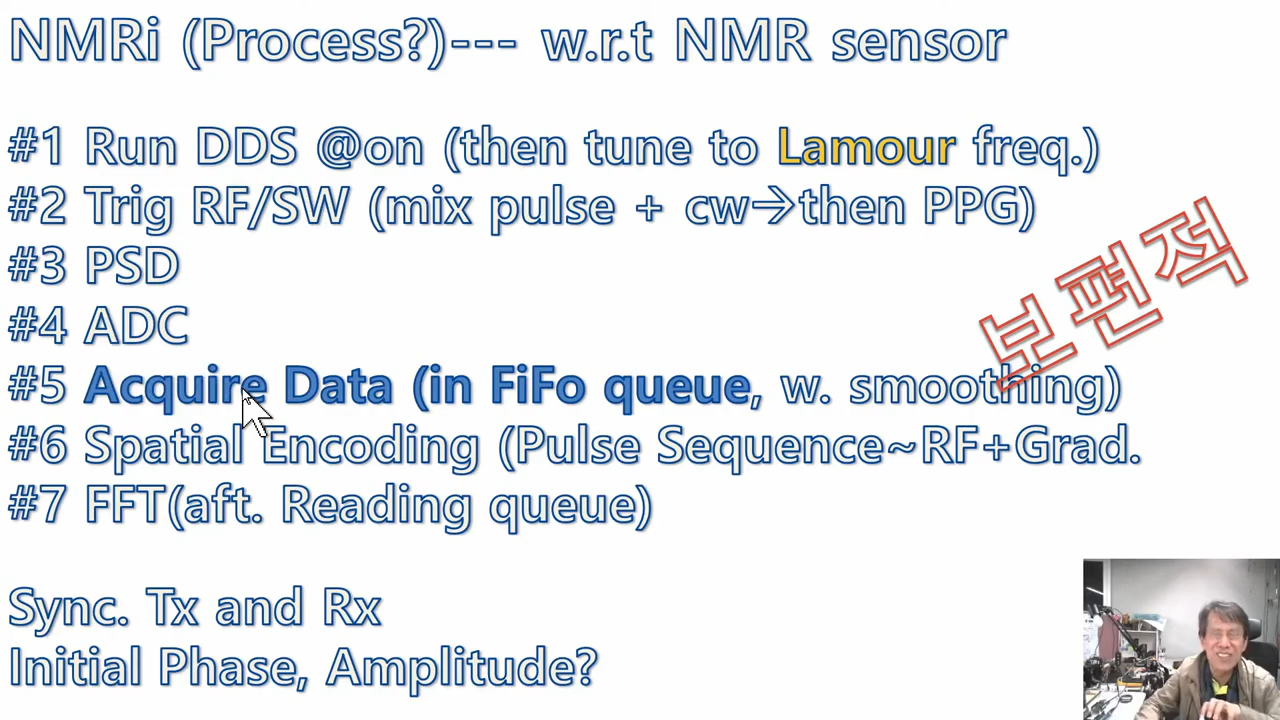 NMRi (Process?)--- w.r.t NMR sensor
#1 Run DDS @on (then tune to Lamour freq.)
#2 Trig RF/SW (mix pulse + cw→then PPG)
#3 PSD
보편적
#4 ADC
#5 Acquire Data (in FiFo queue, w. smoothing)
#6 Spatial Encoding (Pulse Sequence~RF+Grad.
#7 FFT(aft. Reading queue)
Sync. Tx and Rx
Initial Phase, Amplitude?